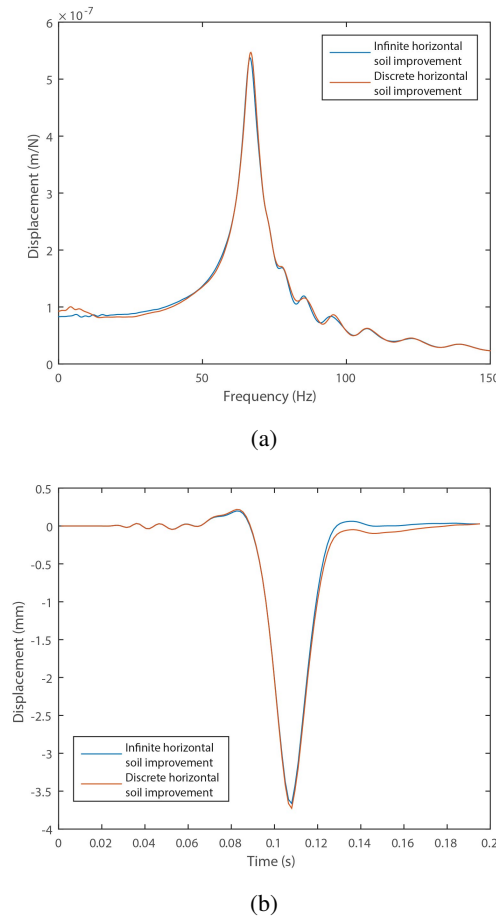 × 10⁻⁷
6
5
4
3
2
1
0
Displacement (m/N)
Infinite horizontal
soil improvement
Discrete horizontal
soil improvement
0 50 100 150
Frequency (Hz)
(a)
0.5
0
-0.5
-1
-1.5
-2
-2.5
-3
-3.5
-4
Displacement (mm)
Infinite horizontal
soil improvement
Discrete horizontal
soil improvement
0 0.02 0.04 0.06 0.08 0.1 0.12 0.14 0.16 0.18 0.2
Time (s)
(b)